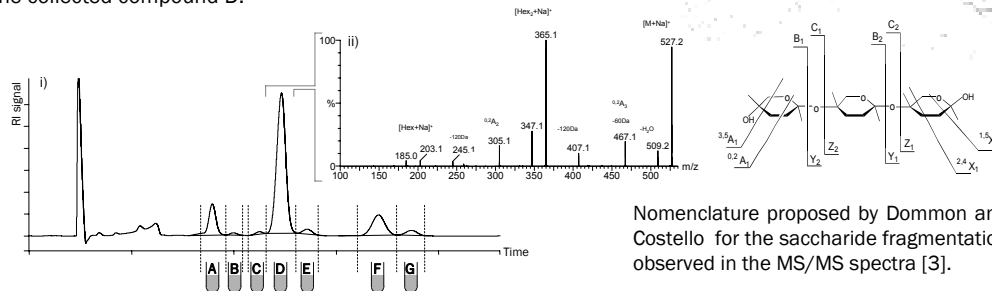 i)
RI signal
Time
A B C D E F G
ii)
100
%
0
100 150 200 250 300 350 400 450 500
m/z
[Hex+Na]⁺
[Hex₂+Na]⁺
[M+Na]⁺
185.0
203.1
-120Da
245.1
0,2A₂
305.1
347.1
365.1
-120Da
407.1
0,2A₃
-60Da
467.1
-H₂O
509.2
527.2
B₁ C₁ B₂ C₂
OH O O O O O OH
3,5A₁
0,2A₁
Y₂ Z₂ Y₁ Z₁
1,5X
2,4X₁
Nomenclature proposed by Dommon an
Costello for the saccharide fragmentatio
observed in the MS/MS spectra [3].